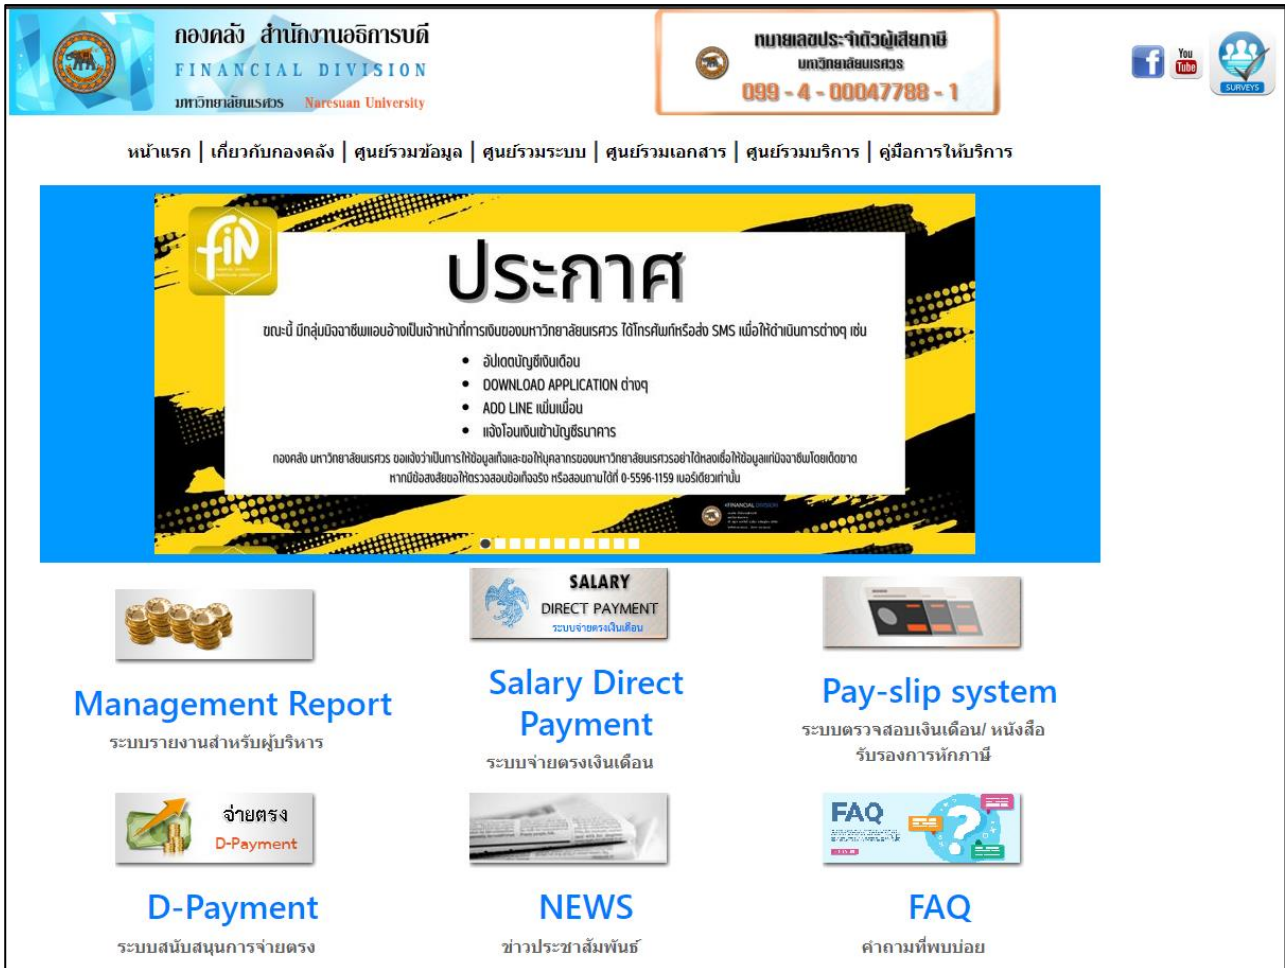 กองคลัง สำนักงานอธิการบดี
FINANCIAL DIVISION
มหาวิทยาลัยนเรศวร Naresuan University
หมายเลขประจำตัวผู้เสียภาษี
มหาวิทยาลัยนเรศวร
099 - 4 - 00047788 - 1
f
You
Tube
SURVEYS
หน้าแรก | เกี่ยวกับกองคลัง | ศูนย์รวมข้อมูล | ศูนย์รวมระบบ | ศูนย์รวมเอกสาร | ศูนย์รวมบริการ | คู่มือการให้บริการ
fiN
ประกาศ
ขณะนี้ มีกลุ่มมิจฉาชีพแอบอ้างเป็นเจ้าหน้าที่การเงินของมหาวิทยาลัยนเรศวร ได้โทรศัพท์หรือส่ง SMS เพื่อให้ดำเนินการต่างๆ เช่น
• อัปเดตบัญชีเงินเดือน
• DOWNLOAD APPLICATION ต่างๆ
• ADD LINE เพิ่มเพื่อน
• แจ้งโอนเงินเข้าบัญชีธนาคาร
กองคลัง มหาวิทยาลัยนเรศวร ขอแจ้งว่าเป็นการให้ข้อมูลเท็จและขอให้บุคลากรของมหาวิทยาลัยนเรศวรอย่าได้หลงเชื่อให้ข้อมูลแก่มิจฉาชีพโดยเด็ดขาด
หากมีข้อสงสัยขอให้ตรวจสอบข้อเท็จจริง หรือสอบถามได้ที่ 0-5596-1159 เบอร์เดียวเท่านั้น
FINANCIAL DIVISION
SALARY
DIRECT PAYMENT
ระบบจ่ายตรงเงินเดือน
Management Report
ระบบรายงานสำหรับผู้บริหาร
Salary Direct
Payment
ระบบจ่ายตรงเงินเดือน
Pay-slip system
ระบบตรวจสอบเงินเดือน/ หนังสือ
รับรองการหักภาษี
จ่ายตรง
D-Payment
FAQ
D-Payment
ระบบสนับสนุนการจ่ายตรง
NEWS
ข่าวประชาสัมพันธ์
FAQ
คำถามที่พบบ่อย